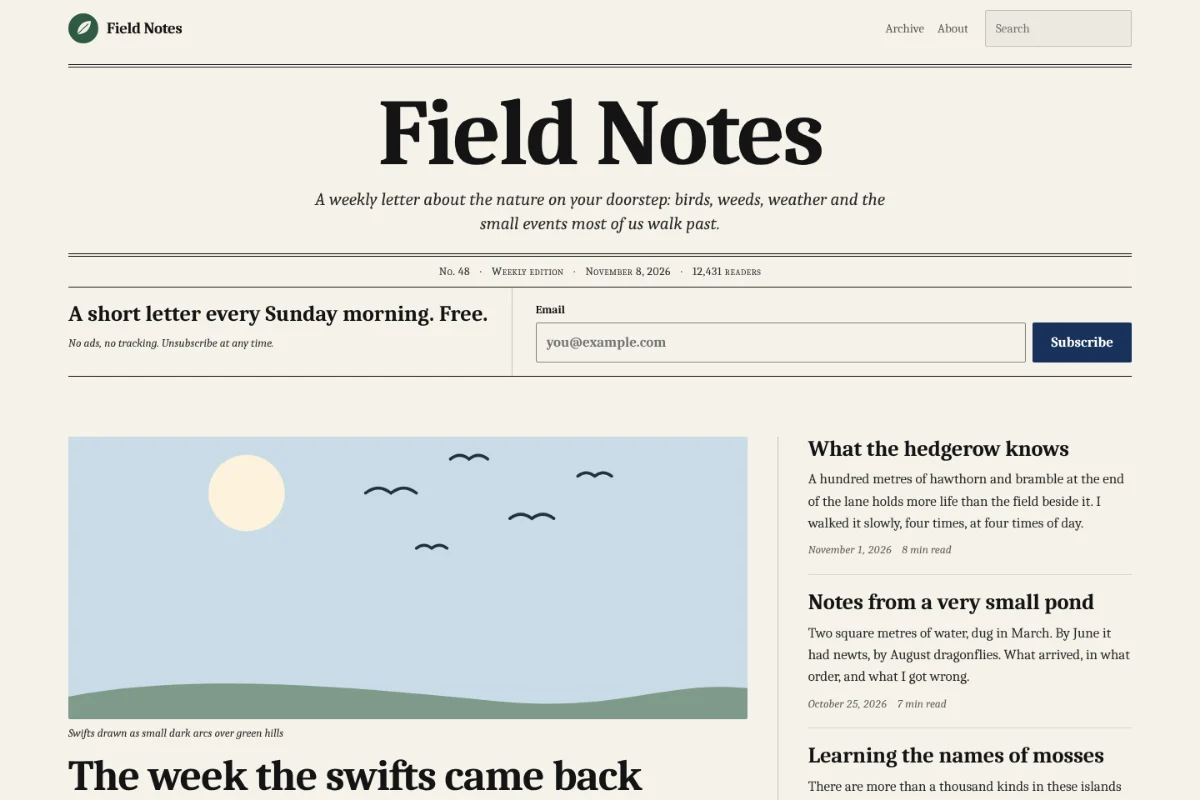 Field Notes
Archive
About
Search
Field Notes
A weekly letter about the nature on your doorstep: birds, weeds, weather and the
small events most of us walk past.
No. 48 · Weekly edition · November 8, 2026 · 12,431 readers
A short letter every Sunday morning. Free.
No ads, no tracking. Unsubscribe at any time.
Email
you@example.com
Subscribe
Swifts drawn as small dark arcs over green hills
The week the swifts came back
What the hedgerow knows
A hundred metres of hawthorn and bramble at the end
of the lane holds more life than the field beside it. I
walked it slowly, four times, at four times of day.
November 1, 2026 8 min read
Notes from a very small pond
Two square metres of water, dug in March. By June it
had newts, by August dragonflies. What arrived, in what
order, and what I got wrong.
October 25, 2026 7 min read
Learning the names of mosses
There are more than a thousand kinds in these islands